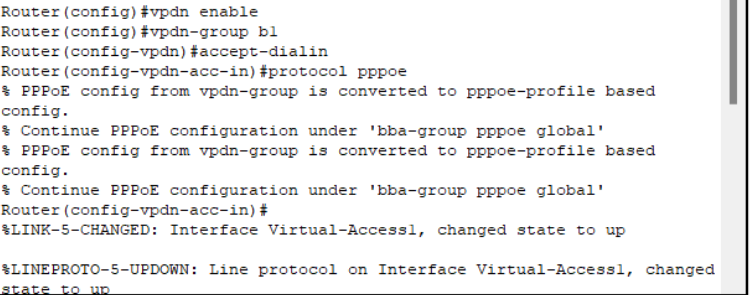 Router(config)#vpdn enable
Router(config)#vpdn-group b1
Router(config-vpdn)#accept-dialin
Router(config-vpdn-acc-in)#protocol pppoe
% PPPoE config from vpdn-group is converted to pppoe-profile based
config.
% Continue PPPoE configuration under 'bba-group pppoe global'
% PPPoE config from vpdn-group is converted to pppoe-profile based
config.
% Continue PPPoE configuration under 'bba-group pppoe global'
Router(config-vpdn-acc-in)#
%LINK-5-CHANGED: Interface Virtual-Access1, changed state to up
%LINEPROTO-5-UPDOWN: Line protocol on Interface Virtual-Access1, changed
state to up